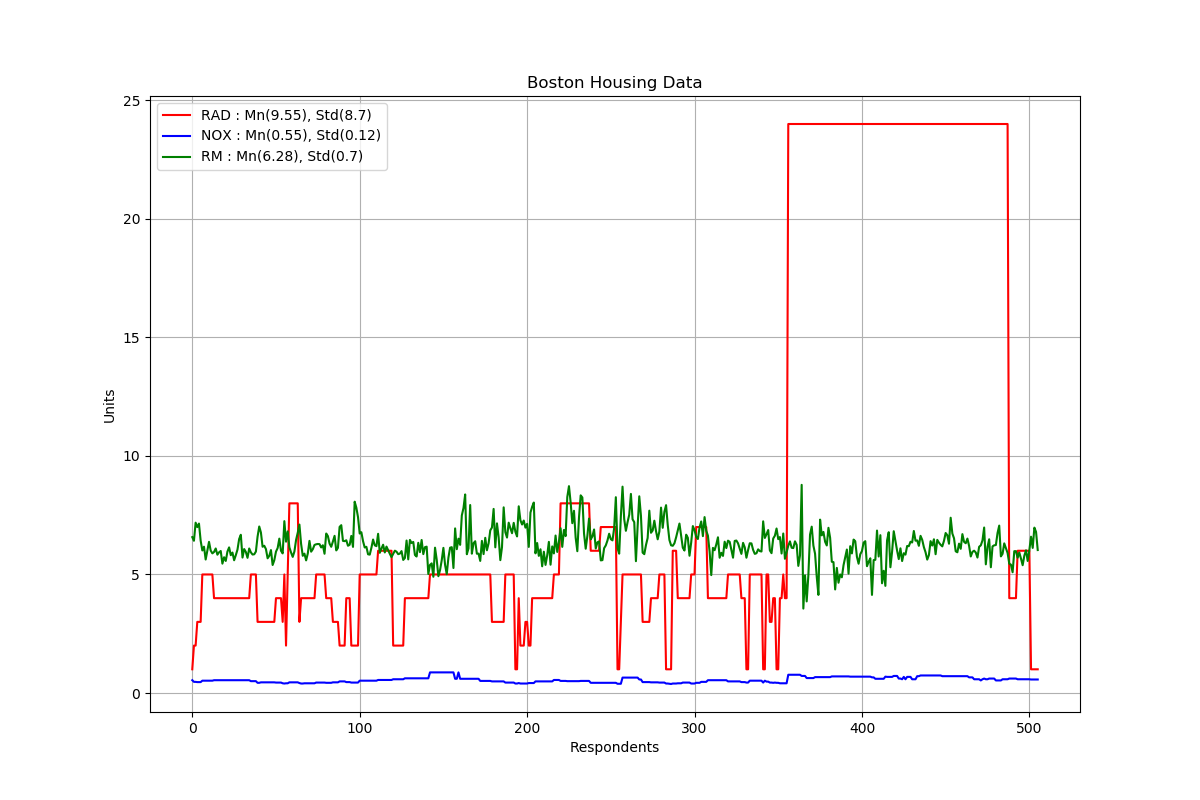 Boston Housing Data
RAD : Mn(9.55), Std(8.7)
NOX : Mn(0.55), Std(0.12)
RM : Mn(6.28), Std(0.7)
25
20
15
10
5
0
Units
0 100 200 300 400 500
Respondents